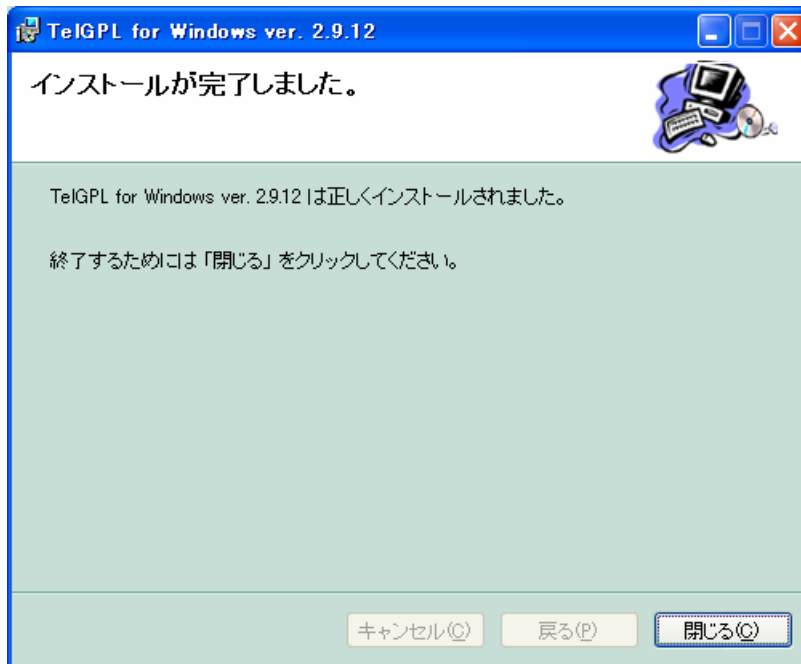 TelGPL for Windows ver. 2.9.12
インストールが完了しました。
TelGPL for Windows ver. 2.9.12 は正しくインストールされました。
終了するためには「閉じる」をクリックしてください。
キャンセル(C) 戻る(P) 閉じる(C)